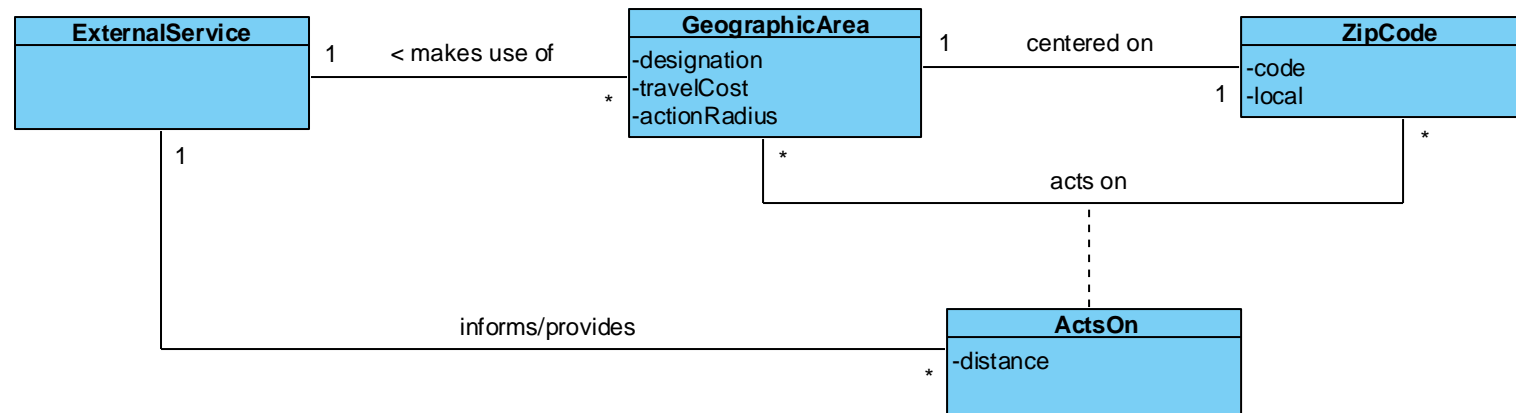 ExternalService
1
< makes use of
*
GeographicArea
-designation
-travelCost
-actionRadius
1
centered on
1
ZipCode
-code
-local
1
*
acts on
*
informs/provides
*
ActsOn
-distance